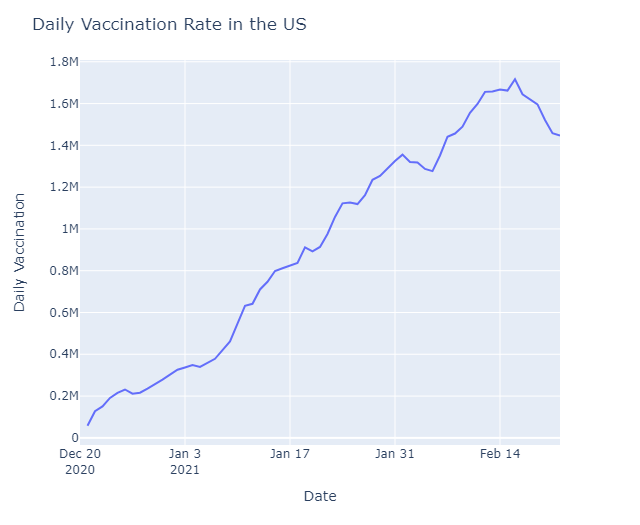 Daily Vaccination Rate in the US
Daily Vaccination
1.8M
1.6M
1.4M
1.2M
1M
0.8M
0.6M
0.4M
0.2M
0
Dec 20
2020
Jan 3
2021
Jan 17
Jan 31
Feb 14
Date